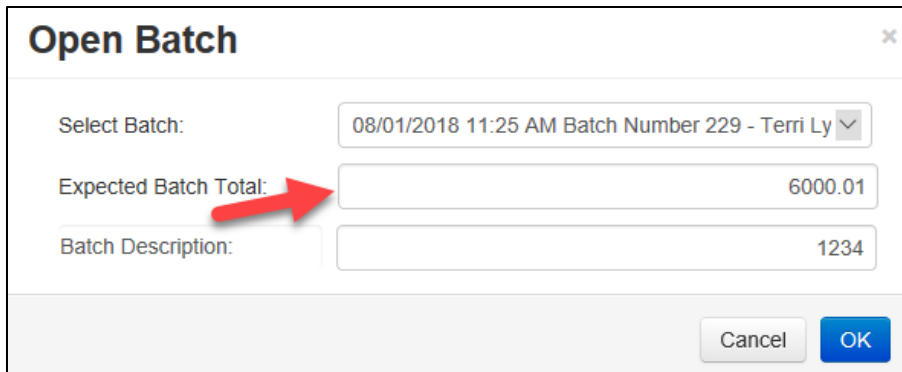 Open Batch ×
Select Batch: 08/01/2018 11:25 AM Batch Number 229 - Terri Ly
Expected Batch Total: 6000.01
Batch Description: 1234
Cancel OK